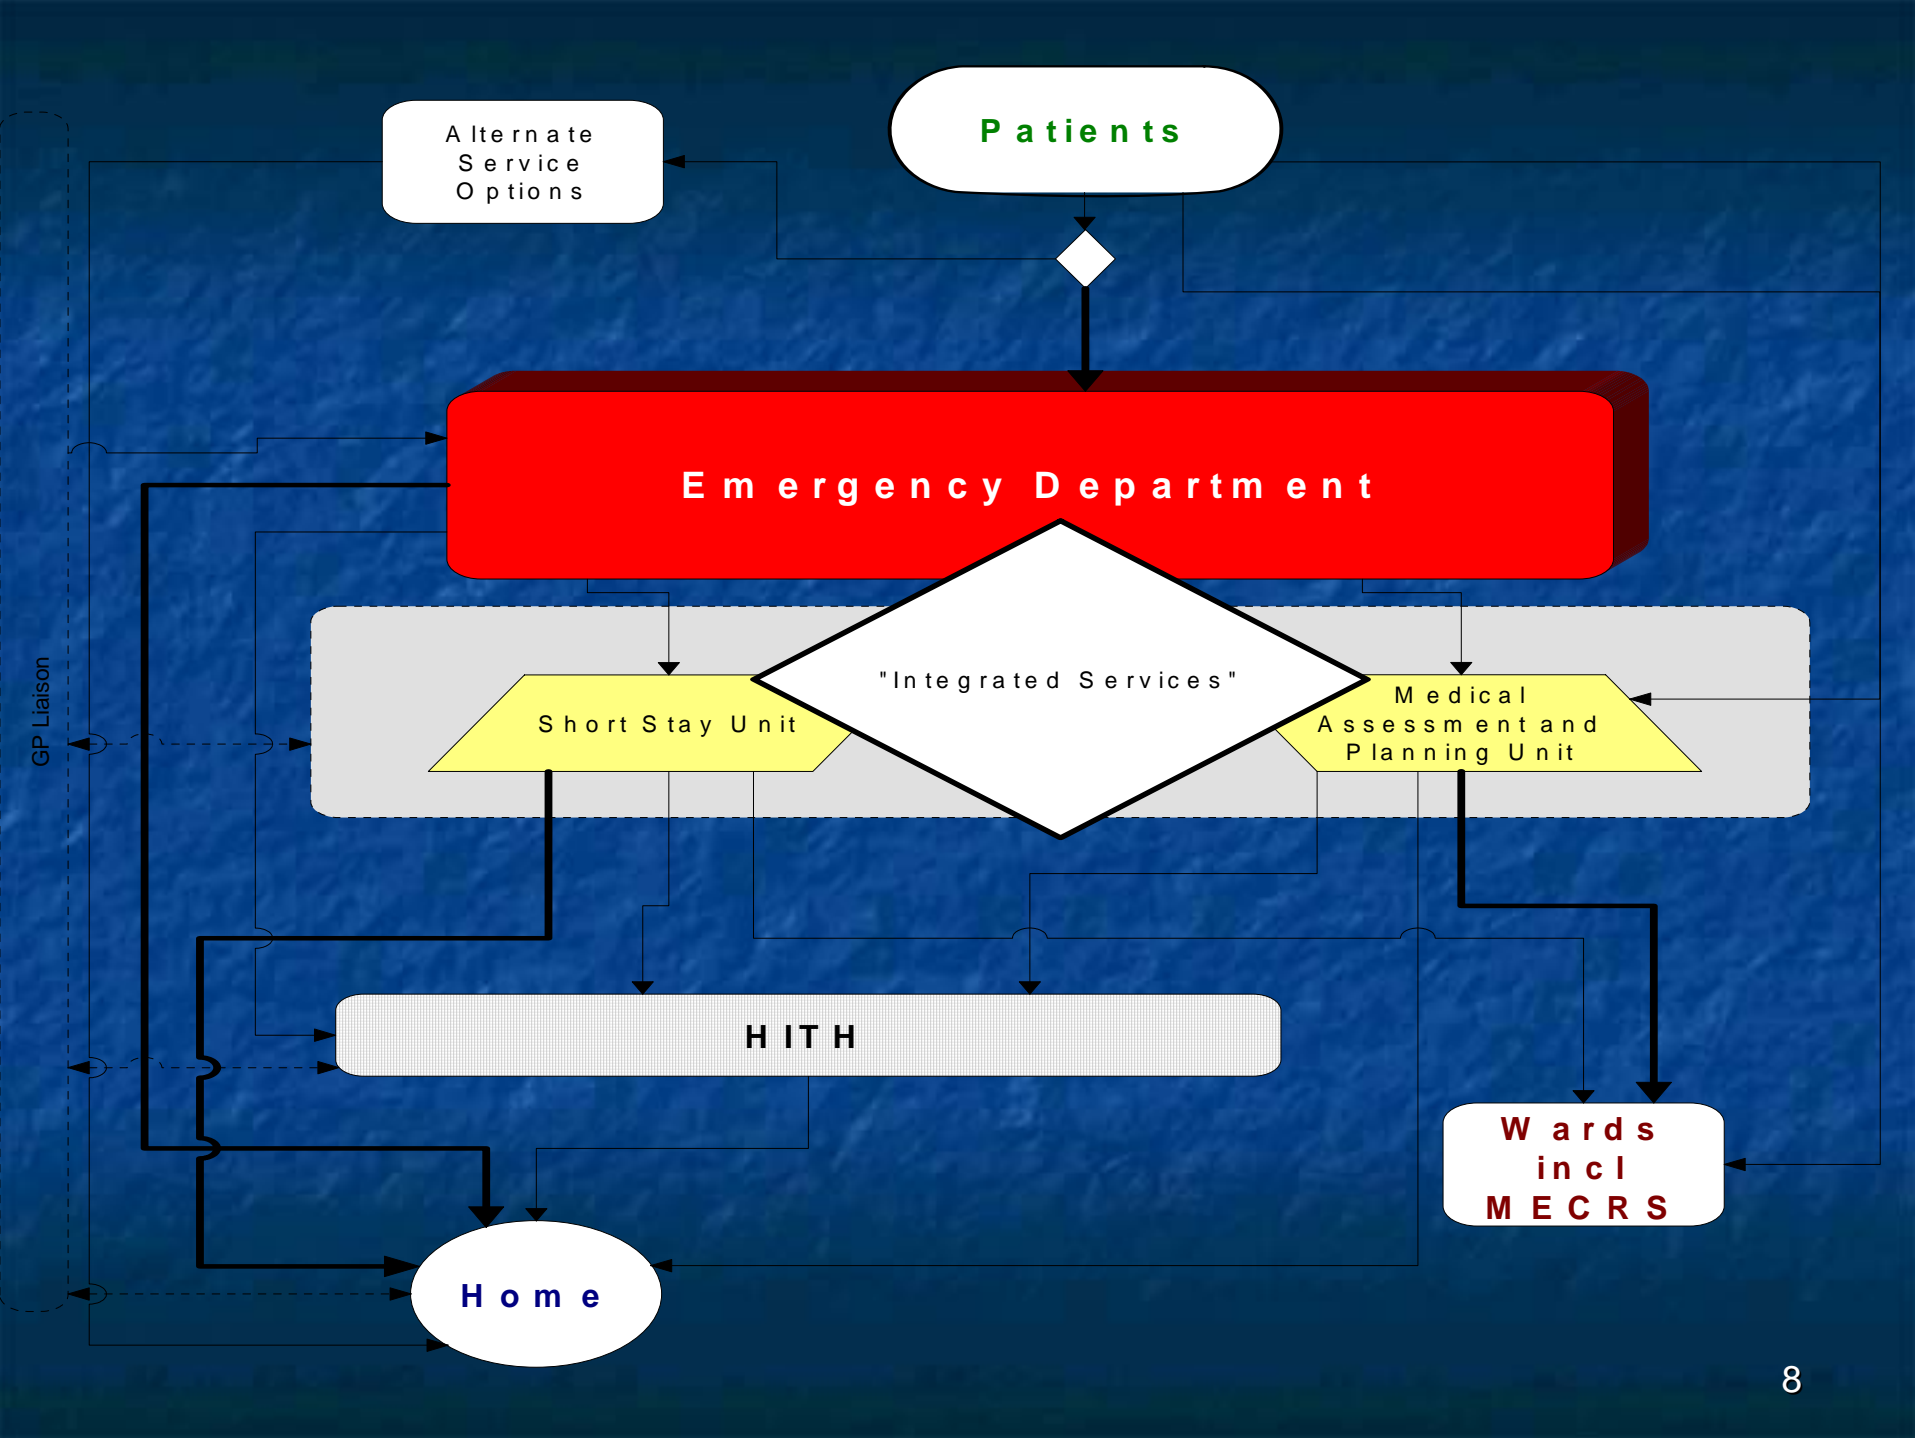 Patients
Alternate
Service
Options
Emergency Department
"Integrated Services"
Short Stay Unit
Medical
Assessment and
Planning Unit
GP Liaison
HITH
Wards
incl
MECRS
Home
8